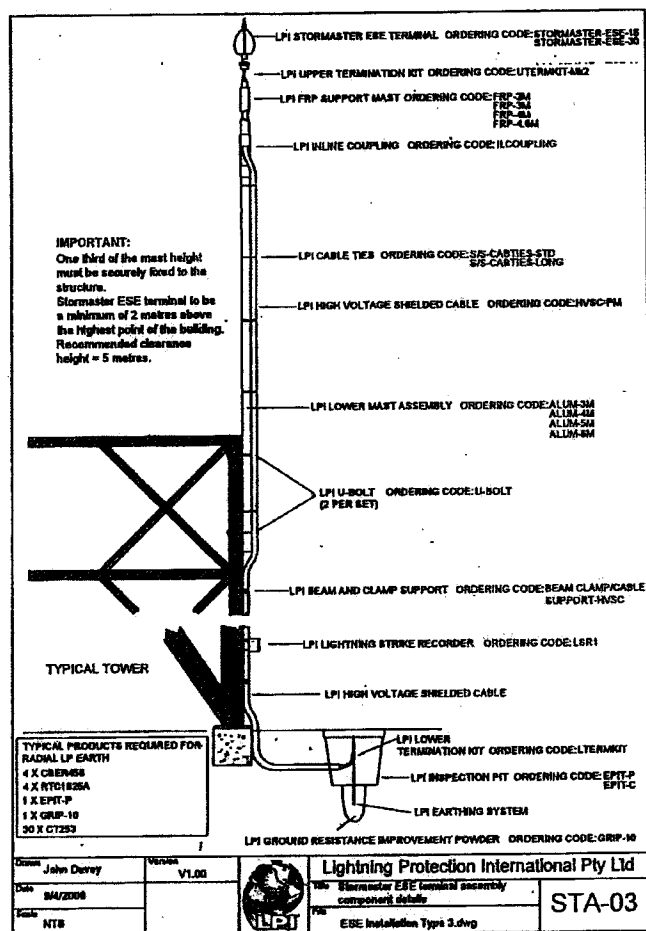 LPI STORMASTER ESE TERMINAL ORDERING CODE:STORMASTER-ESE-15
STORMASTER-ESE-30
LPI UPPER TERMINATION KIT ORDERING CODE:UTERMKIT-Mk2
LPI FRP SUPPORT MAST ORDERING CODE:FRP-2M
FRP-3M
FRP-4M
FRP-4.6M
LPI INLINE COUPLING ORDERING CODE:ILCOUPLING
IMPORTANT:
One third of the mast height
must be securely fixed to the
structure.
Stormaster ESE terminal to be
a minimum of 2 metres above
the highest point of the building.
Recommended clearance
height = 5 metres.
LPI CABLE TIES ORDERING CODE:S/S-CABTIES-STD
S/S-CABTIES-LONG
LPI HIGH VOLTAGE SHIELDED CABLE ORDERING CODE:HVSC-PM
LPI LOWER MAST ASSEMBLY ORDERING CODE:ALUM-3M
ALUM-4M
ALUM-5M
ALUM-6M
LPI U-BOLT ORDERING CODE:U-BOLT
(2 PER SET)
LPI BEAM AND CLAMP SUPPORT ORDERING CODE:BEAM CLAMP/CABLE
SUPPORT-HVSC
LPI LIGHTNING STRIKE RECORDER ORDERING CODE:LSR1
TYPICAL TOWER
LPI HIGH VOLTAGE SHIELDED CABLE
TYPICAL PRODUCTS REQUIRED FOR
RADIAL LP EARTH
4 X
4 X
1 X EPIT-P
1 X GRIP-10
30 X CT253
LPI LOWER
TERMINATION KIT ORDERING CODE:LTERMKIT
LPI INSPECTION PIT ORDERING CODE:EPIT-P
EPIT-C
LPI EARTHING SYSTEM
LPI GROUND RESISTANCE IMPROVEMENT POWDER ORDERING CODE:GRIP-10
Drawn John Davey
Version V1.00
Date 9/4/2008
Scale NTS
LPI
Lightning Protection International Pty Ltd
Title Stormaster ESE terminal assembly
component details
File ESE Installation Type 3.dwg
STA-03